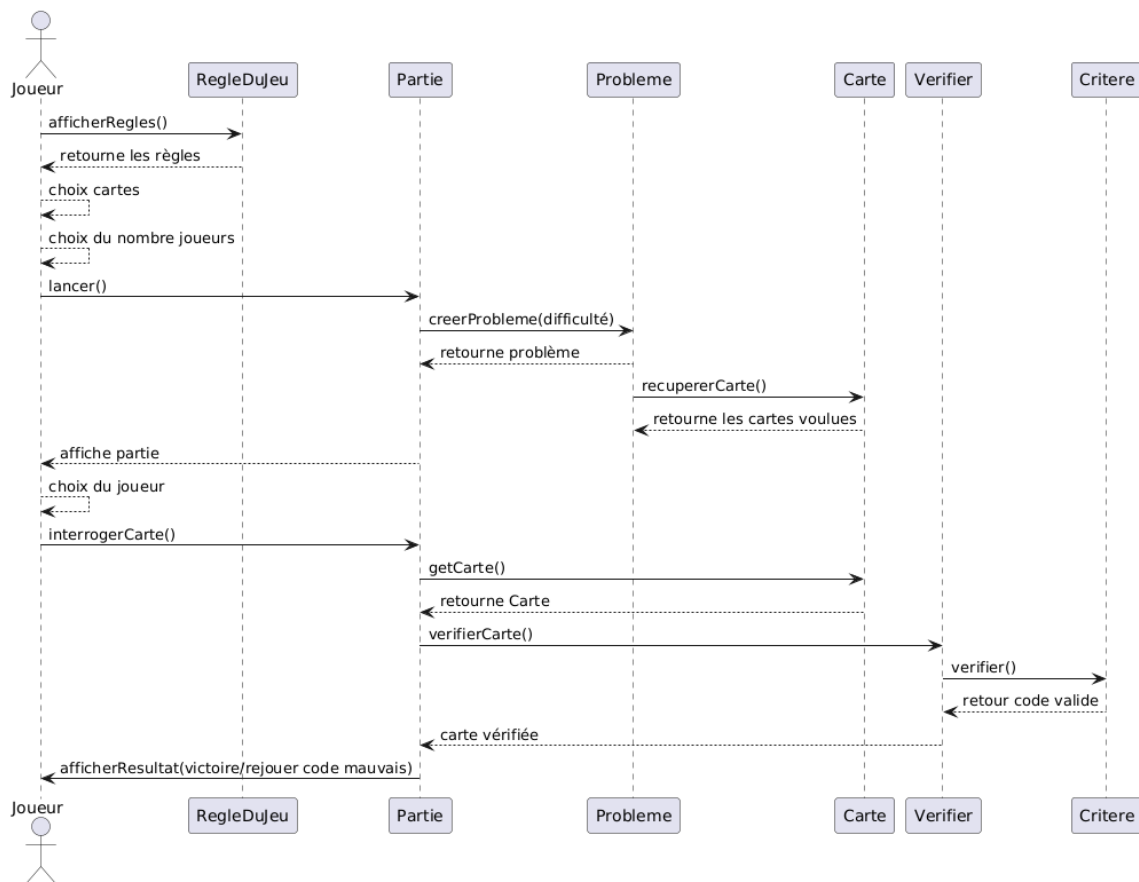 Joueur
RegleDuJeu
Partie
Probleme
Carte
Verifier
Critere
afficherRegles()
retourne les règles
choix cartes
choix du nombre joueurs
lancer()
creerProbleme(difficulté)
retourne problème
recupererCarte()
retourne les cartes voulues
affiche partie
choix du joueur
interrogerCarte()
getCarte()
retourne Carte
verifierCarte()
verifier()
retour code valide
carte vérifiée
afficherResultat(victoire/rejouer code mauvais)
Joueur
RegleDuJeu
Partie
Probleme
Carte
Verifier
Critere